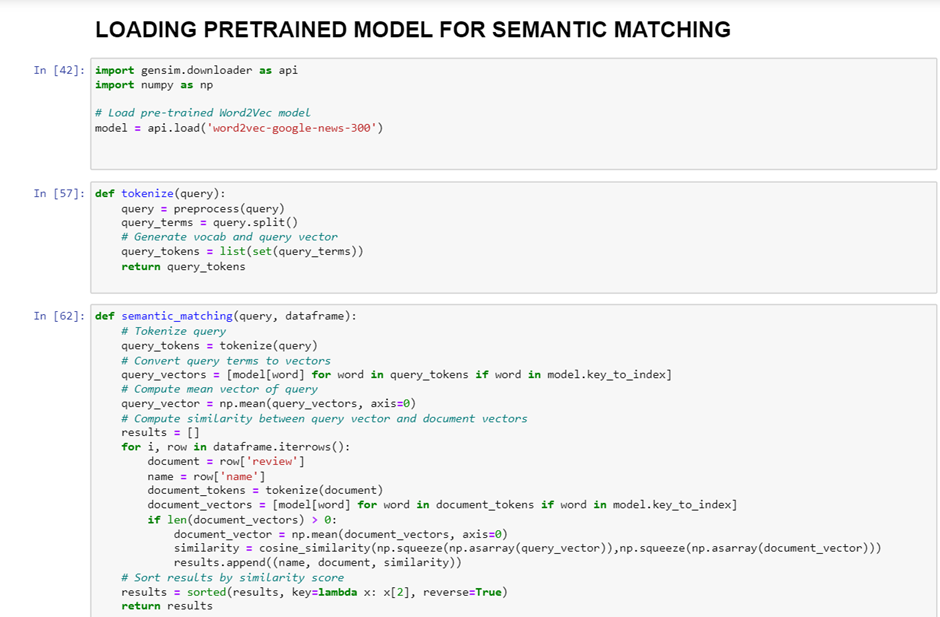 LOADING PRETRAINED MODEL FOR SEMANTIC MATCHING
In [42]: import gensim.downloader as api
import numpy as np
# Load pre-trained Word2Vec model
model = api.load('word2vec-google-news-300')
In [57]: def tokenize(query):
    query = preprocess(query)
    query_terms = query.split()
    # Generate vocab and query vector
    query_tokens = list(set(query_terms))
    return query_tokens
In [62]: def semantic_matching(query, dataframe):
    # Tokenize query
    query_tokens = tokenize(query)
    # Convert query terms to vectors
    query_vectors = [model[word] for word in query_tokens if word in model.key_to_index]
    # Compute mean vector of query
    query_vector = np.mean(query_vectors, axis=0)
    # Compute similarity between query vector and document vectors
    results = []
    for i, row in dataframe.iterrows():
        document = row['review']
        name = row['name']
        document_tokens = tokenize(document)
        document_vectors = [model[word] for word in document_tokens if word in model.key_to_index]
        if len(document_vectors) > 0:
            document_vector = np.mean(document_vectors, axis=0)
            similarity = cosine_similarity(np.squeeze(np.asarray(query_vector)),np.squeeze(np.asarray(document_vector)))
            results.append((name, document, similarity))
    # Sort results by similarity score
    results = sorted(results, key=lambda x: x[2], reverse=True)
    return results